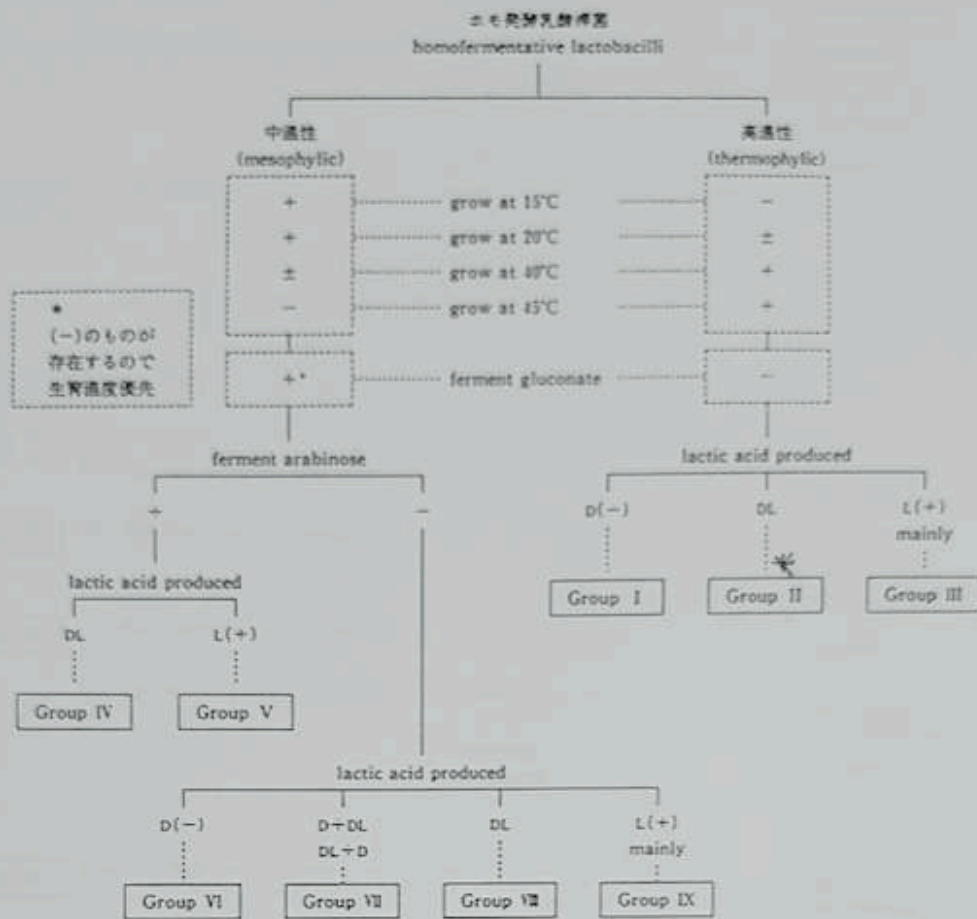 ホモ発酵乳酸桿菌
homofermentative lactobacilli
中温性
(mesophylic)
高温性
(thermophylic)
+ grow at 15℃ −
+ grow at 20℃ ±
± grow at 40℃ +
− grow at 45℃ +
*
(−)のものが
存在するので
生育温度優先
+* ferment gluconate −
ferment arabinose
+ −
lactic acid produced
D(−) DL L(+)
mainly
Group I Group II Group III
lactic acid produced
DL L(+)
Group IV Group V
lactic acid produced
D(−) D÷DL DL L(+)
DL÷D mainly
Group VI Group VII Group VIII Group IX